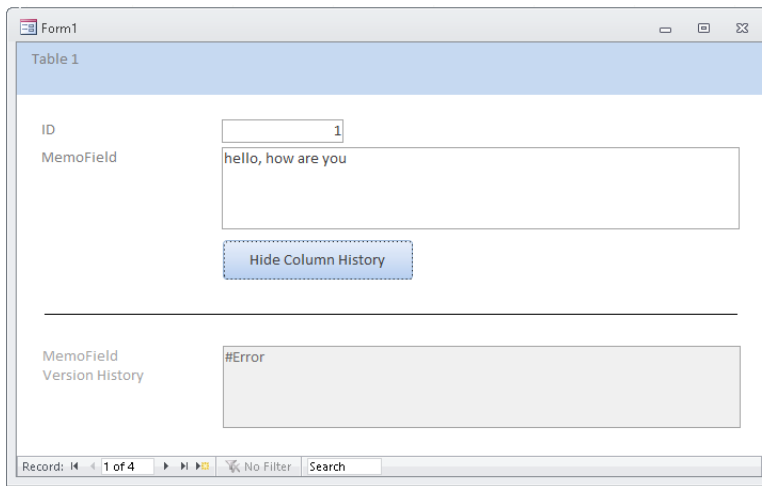 Form1
Table 1
ID
1
MemoField
hello, how are you
Hide Column History
MemoField
Version History
#Error
Record: 1 of 4 No Filter Search